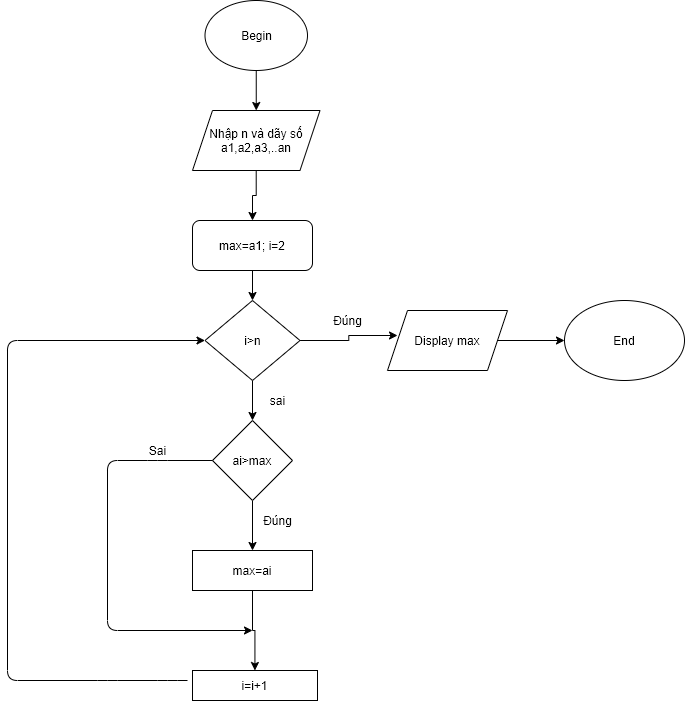 Begin
Nhập n và dãy số
a1,a2,a3,..an
max=a1; i=2
i>n
Đúng
Display max
End
sai
ai>max
Sai
Đúng
max=ai
i=i+1